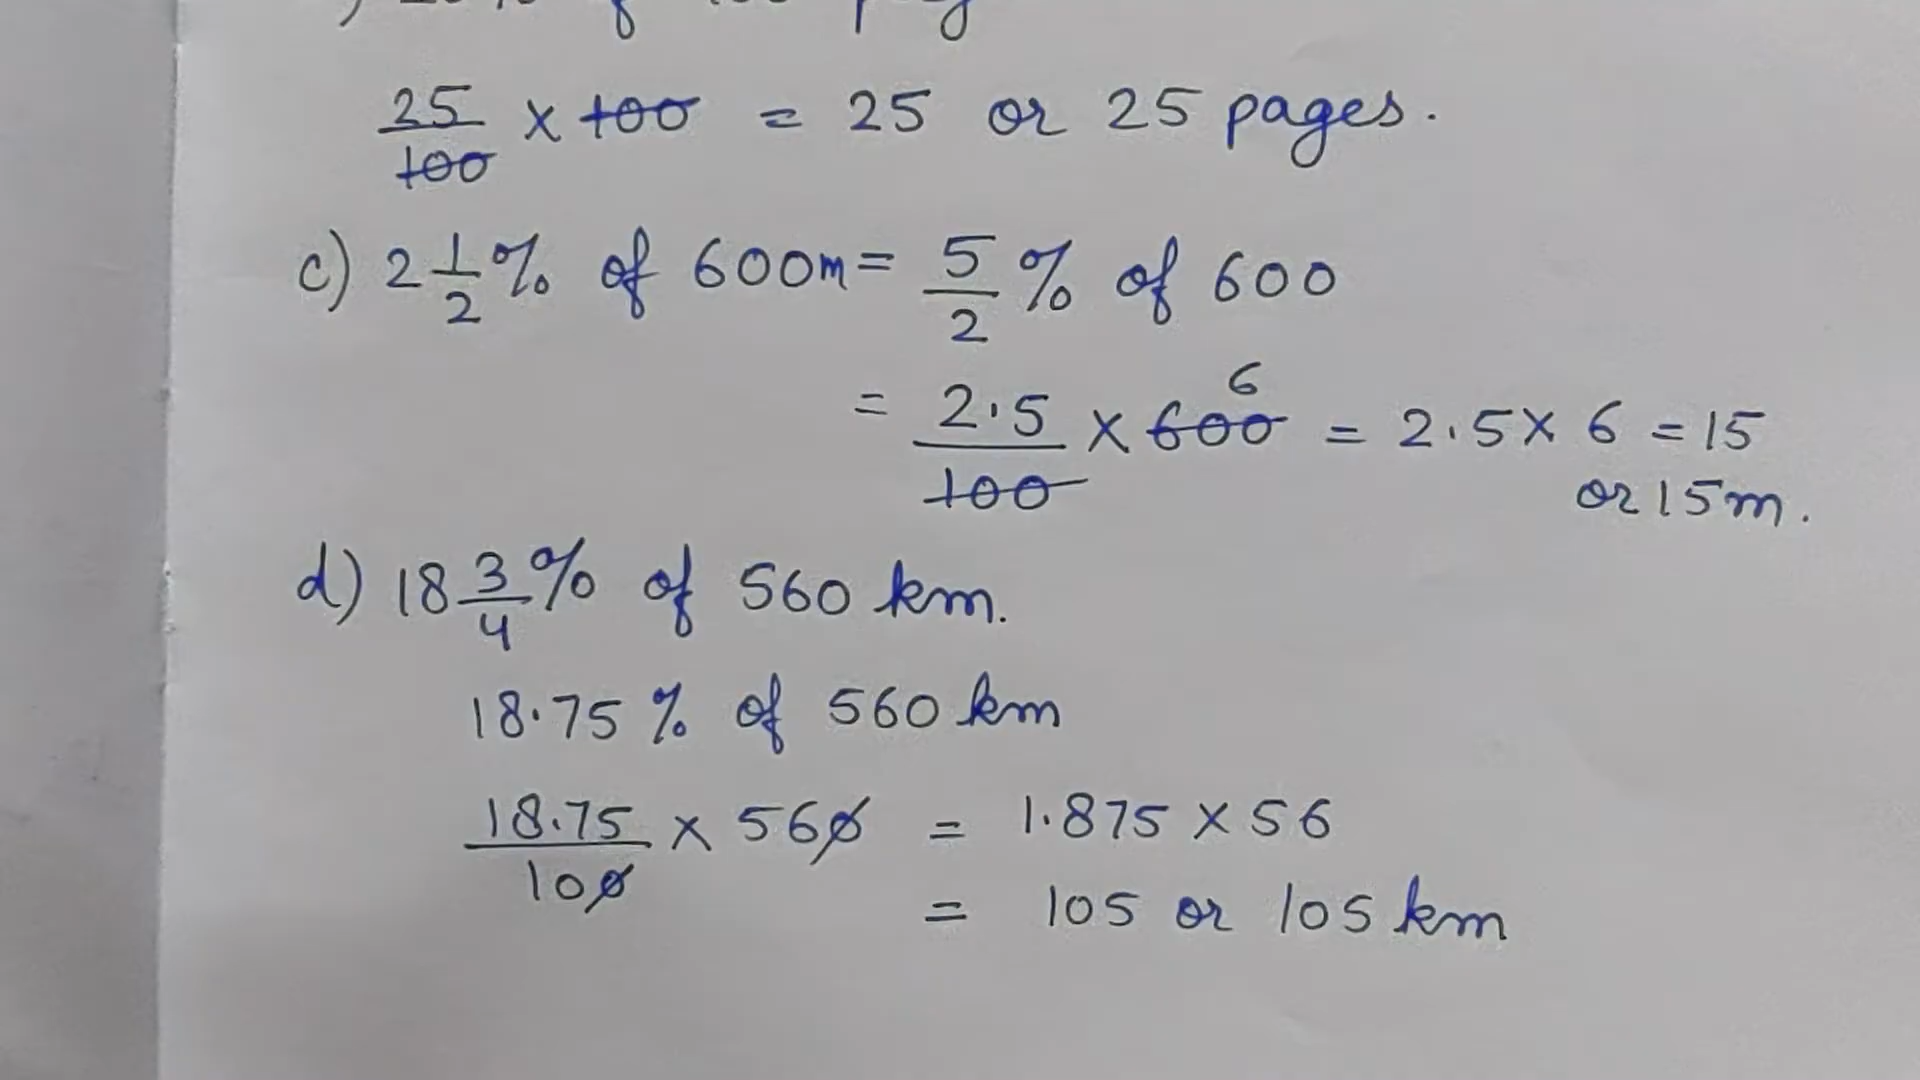 25/100 × 100 = 25 or 25 pages.
c) 2 1/2 % of 600m = 5/2 % of 600
= 2.5/100 × 600 6 = 2.5 × 6 = 15
or 15m.
d) 18 3/4 % of 560 km.
18.75 % of 560 km
18.75/100 × 560 = 1.875 × 56
= 105 or 105 km